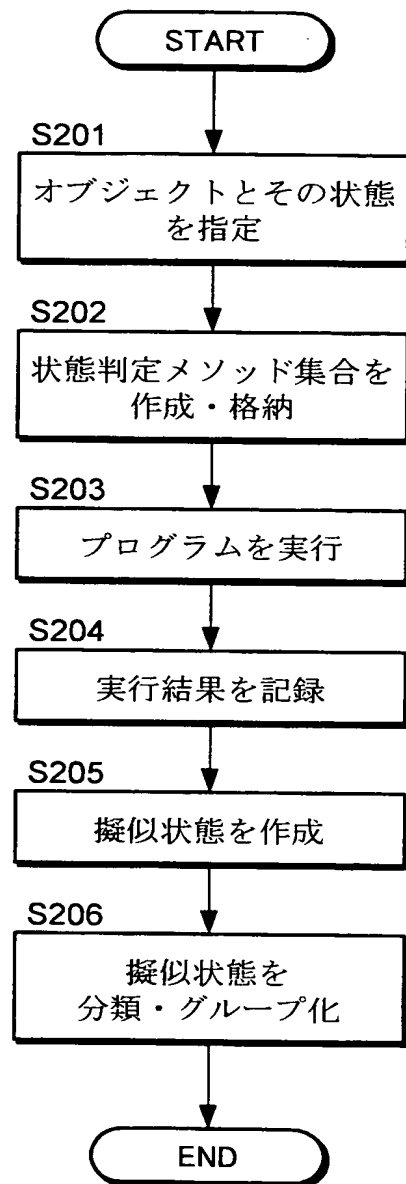 START
S201
オブジェクトとその状態
を指定
S202
状態判定メソッド集合を
作成・格納
S203
プログラムを実行
S204
実行結果を記録
S205
擬似状態を作成
S206
擬似状態を
分類・グループ化
END